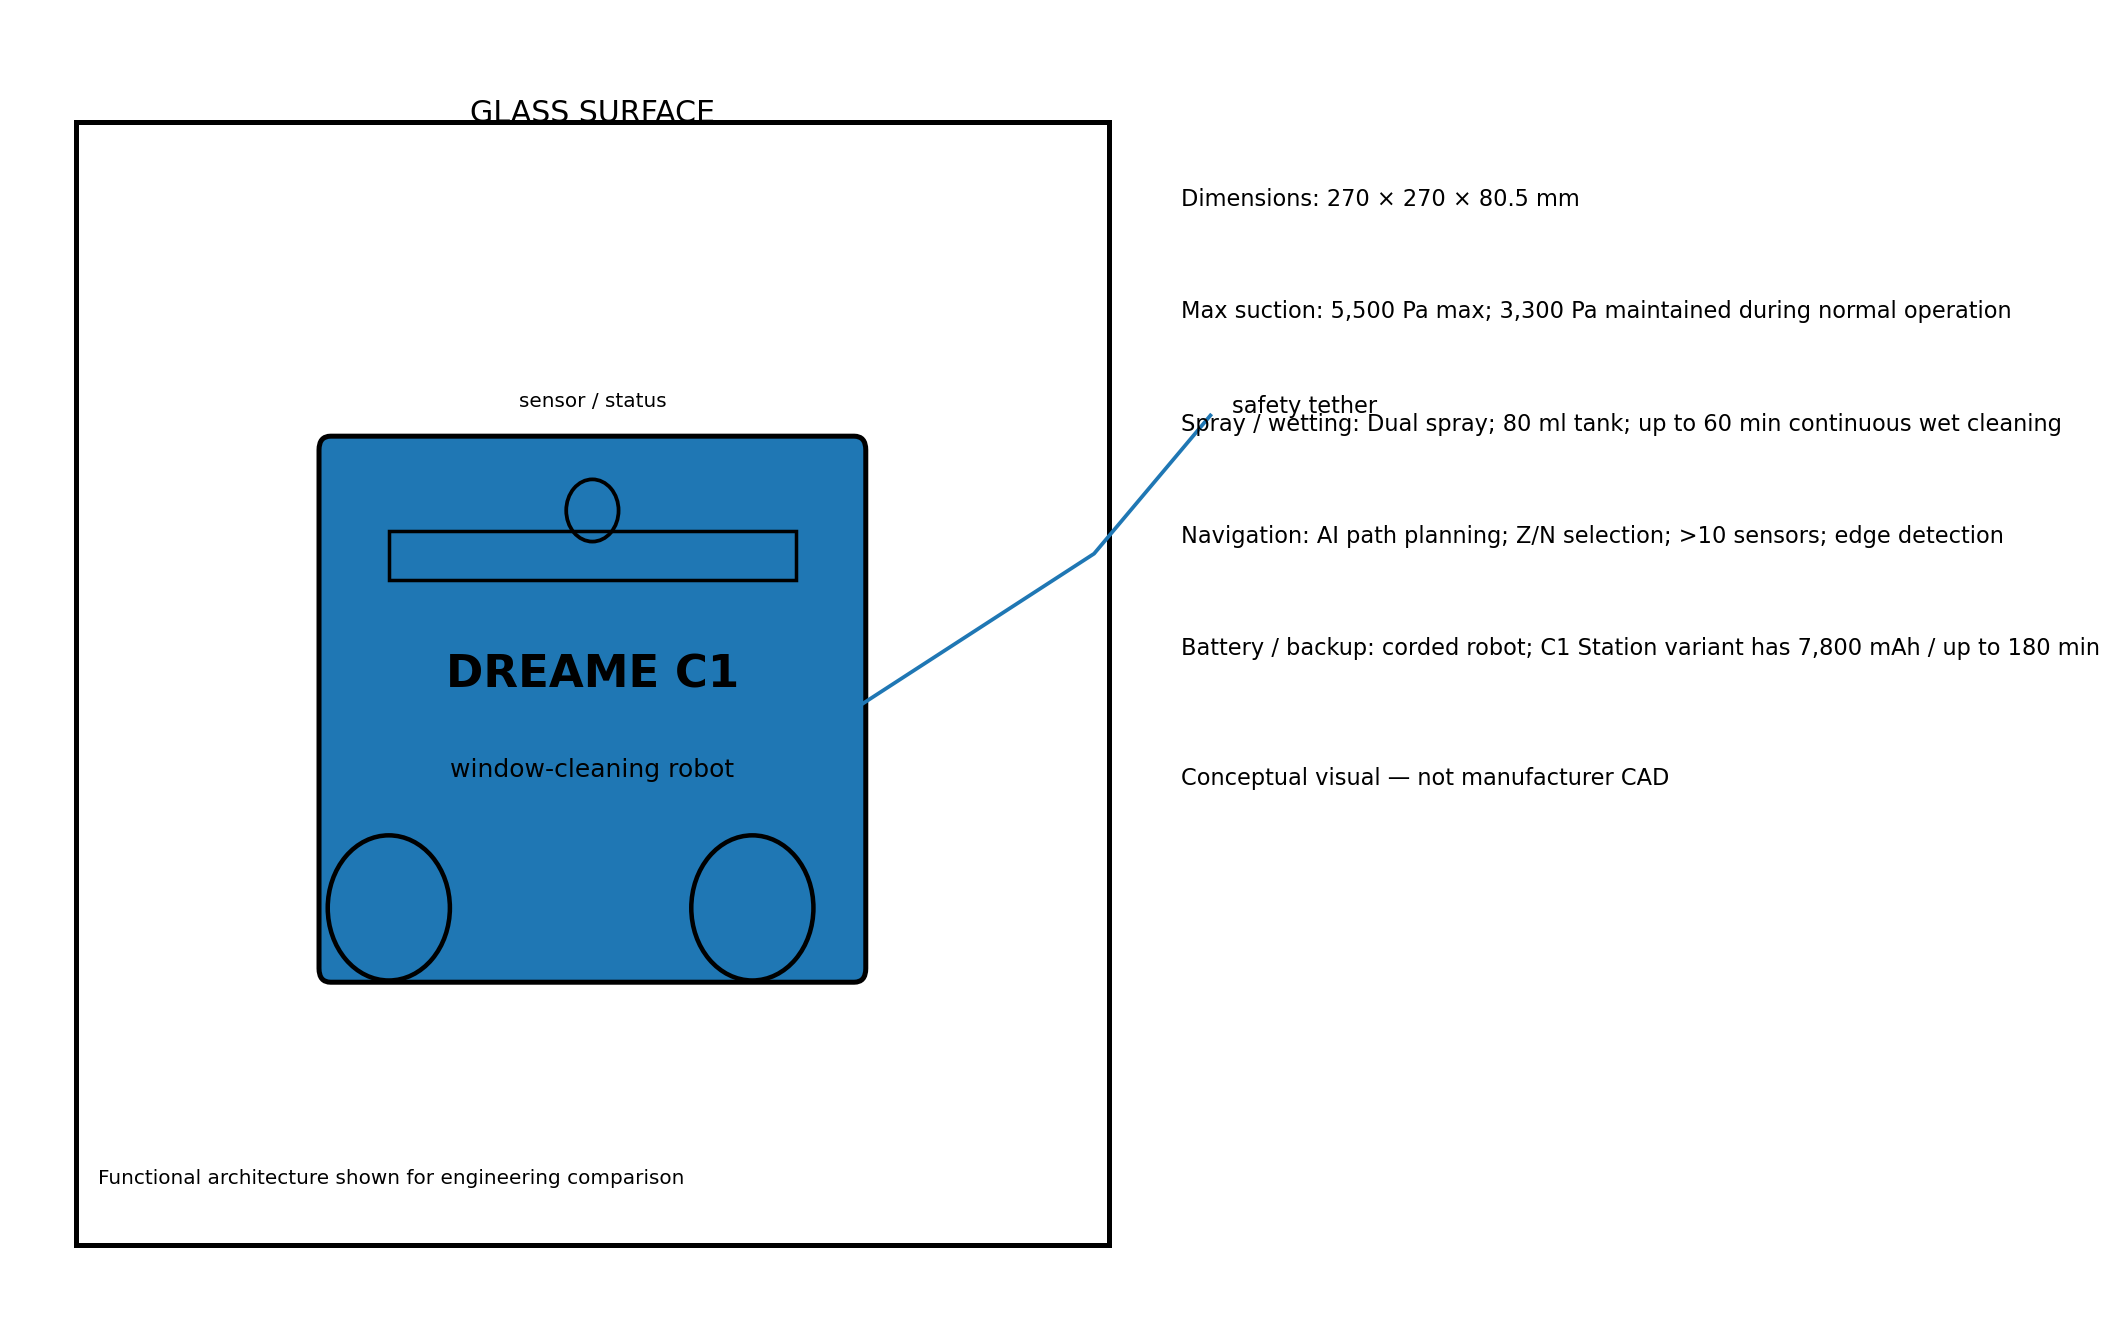 GLASS SURFACE
sensor / status
DREAME C1
window-cleaning robot
Functional architecture shown for engineering comparison
Dimensions: 270 × 270 × 80.5 mm
Max suction: 5,500 Pa max; 3,300 Pa maintained during normal operation
safety tether
Spray / wetting: Dual spray; 80 ml tank; up to 60 min continuous wet cleaning
Navigation: AI path planning; Z/N selection; >10 sensors; edge detection
Battery / backup: corded robot; C1 Station variant has 7,800 mAh / up to 180 min
Conceptual visual — not manufacturer CAD